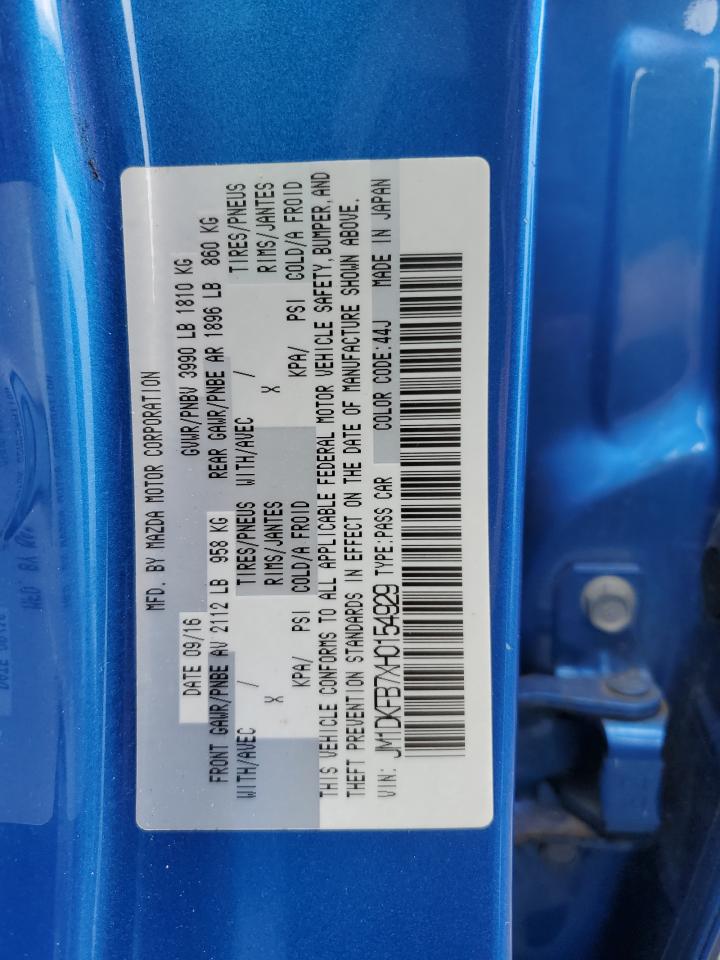 MFD. BY MAZDA MOTOR CORPORATION
DATE 09/16 GVWR/PNBV 3990 LB 1810 KG
FRONT GAWR/PNBE AV 2112 LB 958 KG REAR GAWR/PNBE AR 1896 LB 860 KG
WITH/AVEC / TIRES/PNEUS WITH/AVEC / TIRES/PNEUS
X RIMS/JANTES X RIMS/JANTES
KPA/ PSI COLD/A FROID KPA/ PSI COLD/A FROID
THIS VEHICLE CONFORMS TO ALL APPLICABLE FEDERAL MOTOR VEHICLE SAFETY, BUMPER, AND
THEFT PREVENTION STANDARDS IN EFFECT ON THE DATE OF MANUFACTURE SHOWN ABOVE.
VIN: JM1DKFB7XH0154929 TYPE:PASS CAR COLOR CODE:44J MADE IN JAPAN